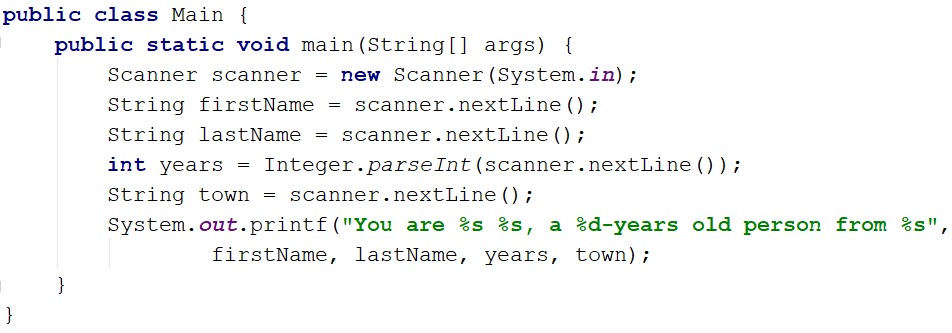 public class Main {
    public static void main(String[] args) {
        Scanner scanner = new Scanner(System.in);
        String firstName = scanner.nextLine();
        String lastName = scanner.nextLine();
        int years = Integer.parseInt(scanner.nextLine());
        String town = scanner.nextLine();
        System.out.printf("You are %s %s, a %d-years old person from %s",
                firstName, lastName, years, town);
    }
}